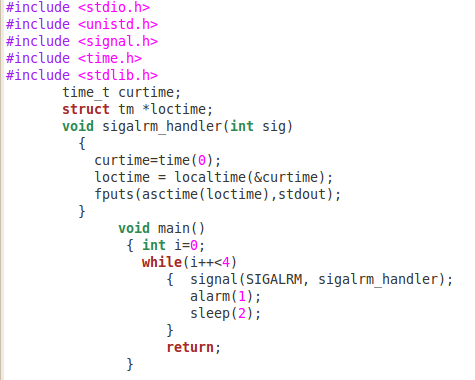 #include <stdio.h>
#include <unistd.h>
#include <signal.h>
#include <time.h>
#include <stdlib.h>
       time_t curtime;
       struct tm *loctime;
       void sigalrm_handler(int sig)
         {
           curtime=time(0);
           loctime = localtime(&curtime);
           fputs(asctime(loctime),stdout);
         }
              void main()
               { int i=0;
                 while(i++<4)
                    {  signal(SIGALRM, sigalrm_handler);
                       alarm(1);
                       sleep(2);
                    }
                    return;
               }